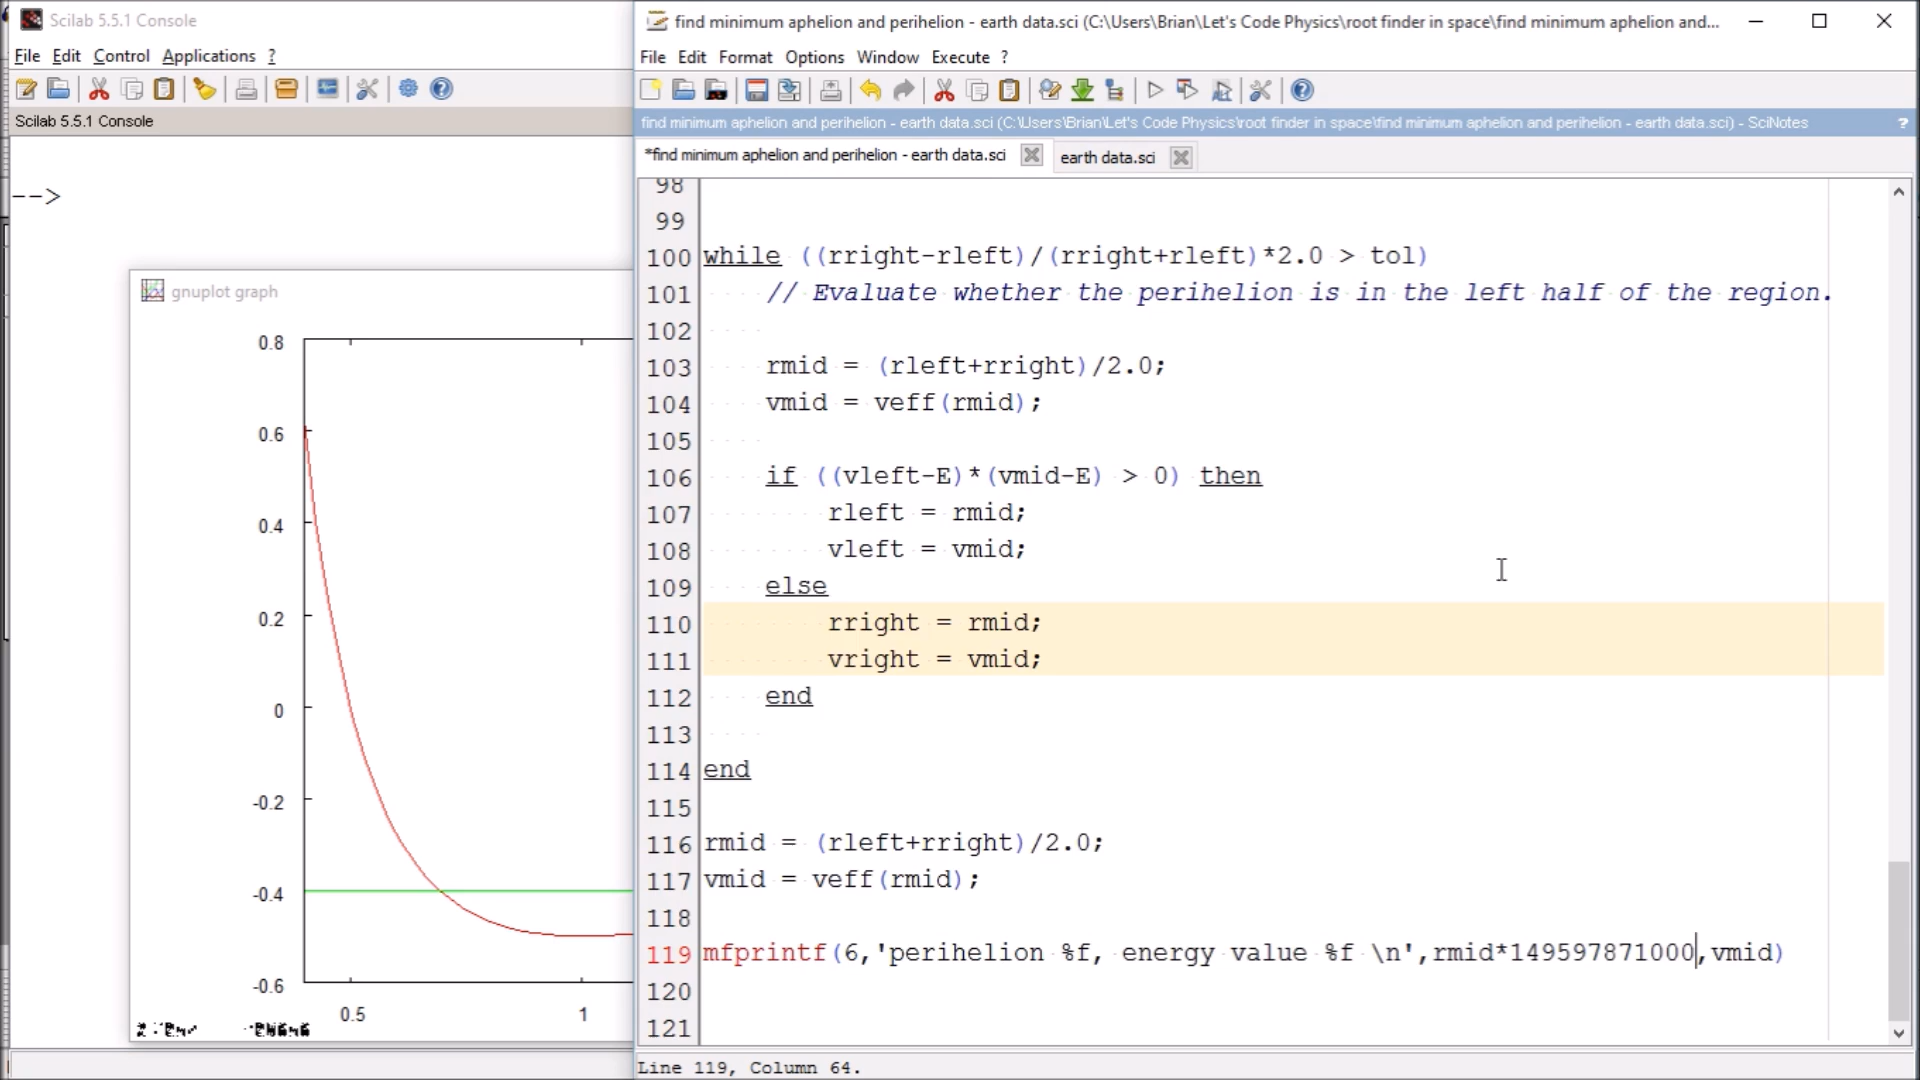 Scilab 5.5.1 Console
File Edit Control Applications ?
Scilab 5.5.1 Console
-->
gnuplot graph
0.8
0.6
0.4
0.2
0
-0.2
-0.4
-0.6
0.5 1
find minimum aphelion and perihelion - earth data.sci (C:\Users\Brian\Let's Code Physics\root finder in space\find minimum aphelion and...
File Edit Format Options Window Execute ?
find minimum aphelion and perihelion - earth data.sci (C:\Users\Brian\Let's Code Physics\root finder in space\find minimum aphelion and perihelion - earth data.sci) - SciNotes ?
*find minimum aphelion and perihelion - earth data.sci earth data.sci
98
99
100 while ((rright-rleft)/(rright+rleft)*2.0 > tol)
101 // Evaluate whether the perihelion is in the left half of the region.
102
103 rmid = (rleft+rright)/2.0;
104 vmid = veff(rmid);
105
106 if ((vleft-E)*(vmid-E) > 0) then
107 rleft = rmid;
108 vleft = vmid;
109 else
110 rright = rmid;
111 vright = vmid;
112 end
113
114 end
115
116 rmid = (rleft+rright)/2.0;
117 vmid = veff(rmid);
118
119 mfprintf(6,'perihelion %f, energy value %f \n',rmid*149597871000,vmid)
120
121
Line 119, Column 64.